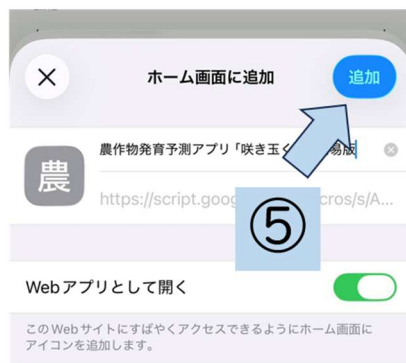 ホーム画面に追加
追加
農
農作物発育予測アプリ「咲き玉く
易版
https://script.goog
cros/s/A...
⑤
Webアプリとして開く
このWebサイトにすばやくアクセスできるようにホーム画面に
アイコンを追加します。